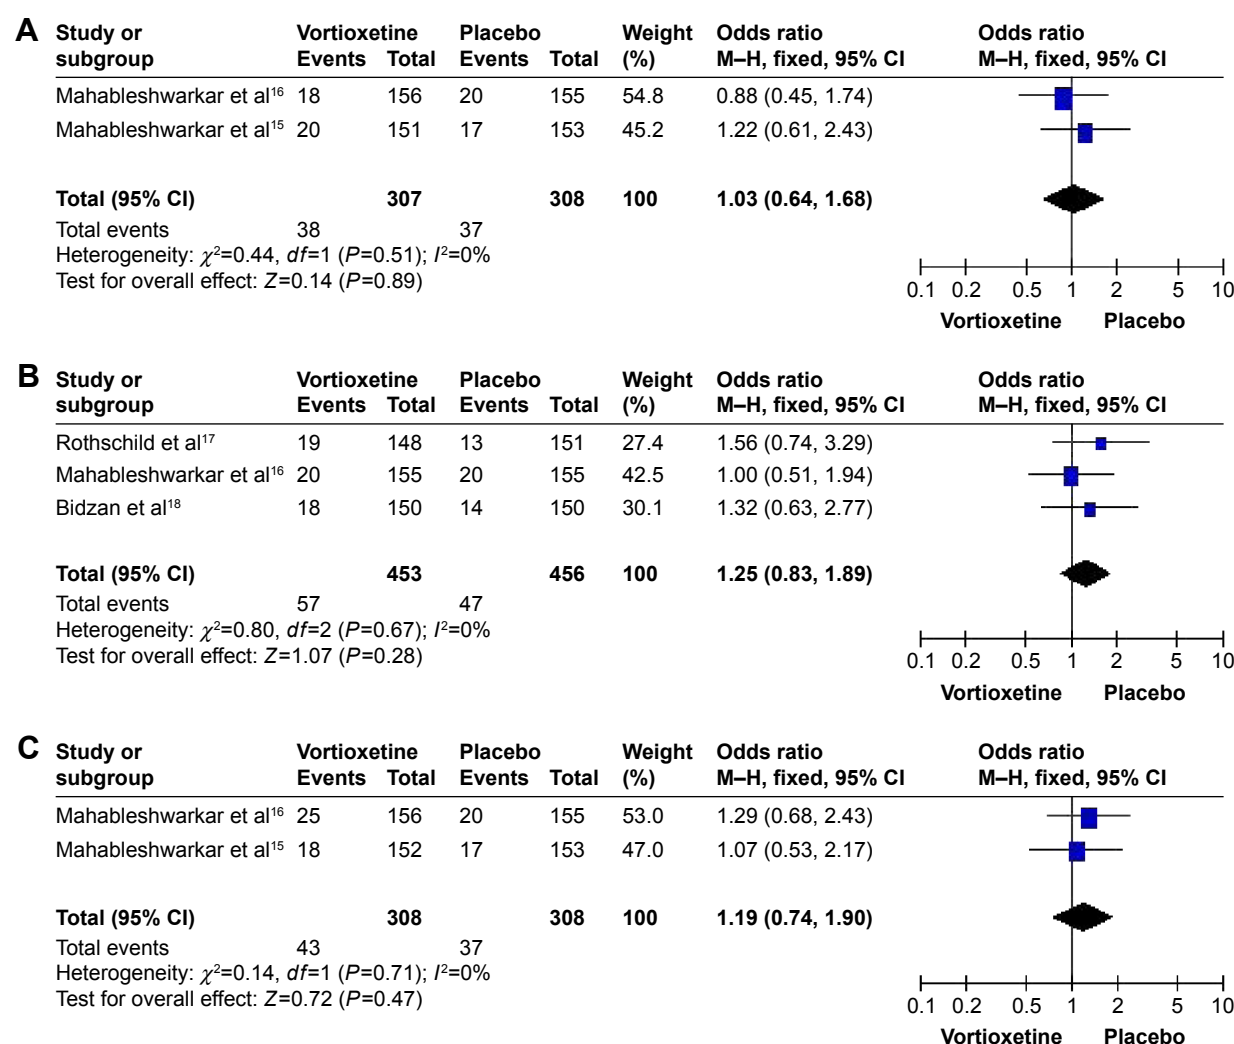 A Study or Vortioxetine Placebo Weight Odds ratio Odds ratio
subgroup Events Total Events Total (%) M–H, fixed, 95% CI M–H, fixed, 95% CI
Mahableshwarkar et al16 18 156 20 155 54.8 0.88 (0.45, 1.74)
Mahableshwarkar et al15 20 151 17 153 45.2 1.22 (0.61, 2.43)
Total (95% CI) 307 308 100 1.03 (0.64, 1.68)
Total events 38 37
Heterogeneity: χ2=0.44, df=1 (P=0.51); I2=0%
Test for overall effect: Z=0.14 (P=0.89)
0.1 0.2 0.5 1 2 5 10
Vortioxetine Placebo
B Study or Vortioxetine Placebo Weight Odds ratio Odds ratio
subgroup Events Total Events Total (%) M–H, fixed, 95% CI M–H, fixed, 95% CI
Rothschild et al17 19 148 13 151 27.4 1.56 (0.74, 3.29)
Mahableshwarkar et al16 20 155 20 155 42.5 1.00 (0.51, 1.94)
Bidzan et al18 18 150 14 150 30.1 1.32 (0.63, 2.77)
Total (95% CI) 453 456 100 1.25 (0.83, 1.89)
Total events 57 47
Heterogeneity: χ2=0.80, df=2 (P=0.67); I2=0%
Test for overall effect: Z=1.07 (P=0.28)
0.1 0.2 0.5 1 2 5 10
Vortioxetine Placebo
C Study or Vortioxetine Placebo Weight Odds ratio Odds ratio
subgroup Events Total Events Total (%) M–H, fixed, 95% CI M–H, fixed, 95% CI
Mahableshwarkar et al16 25 156 20 155 53.0 1.29 (0.68, 2.43)
Mahableshwarkar et al15 18 152 17 153 47.0 1.07 (0.53, 2.17)
Total (95% CI) 308 308 100 1.19 (0.74, 1.90)
Total events 43 37
Heterogeneity: χ2=0.14, df=1 (P=0.71); I2=0%
Test for overall effect: Z=0.72 (P=0.47)
0.1 0.2 0.5 1 2 5 10
Vortioxetine Placebo